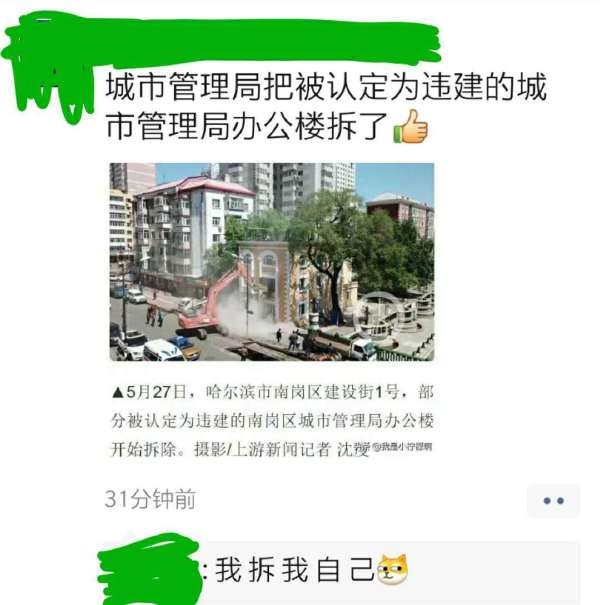 城市管理局把被认定为违建的城
市管理局办公楼拆了👍
▲5月27日，哈尔滨市南岗区建设街1号，部
分被认定为违建的南岗区城市管理局办公楼
开始拆除。摄影/上游新闻记者 沈
31分钟前
：我拆我自己